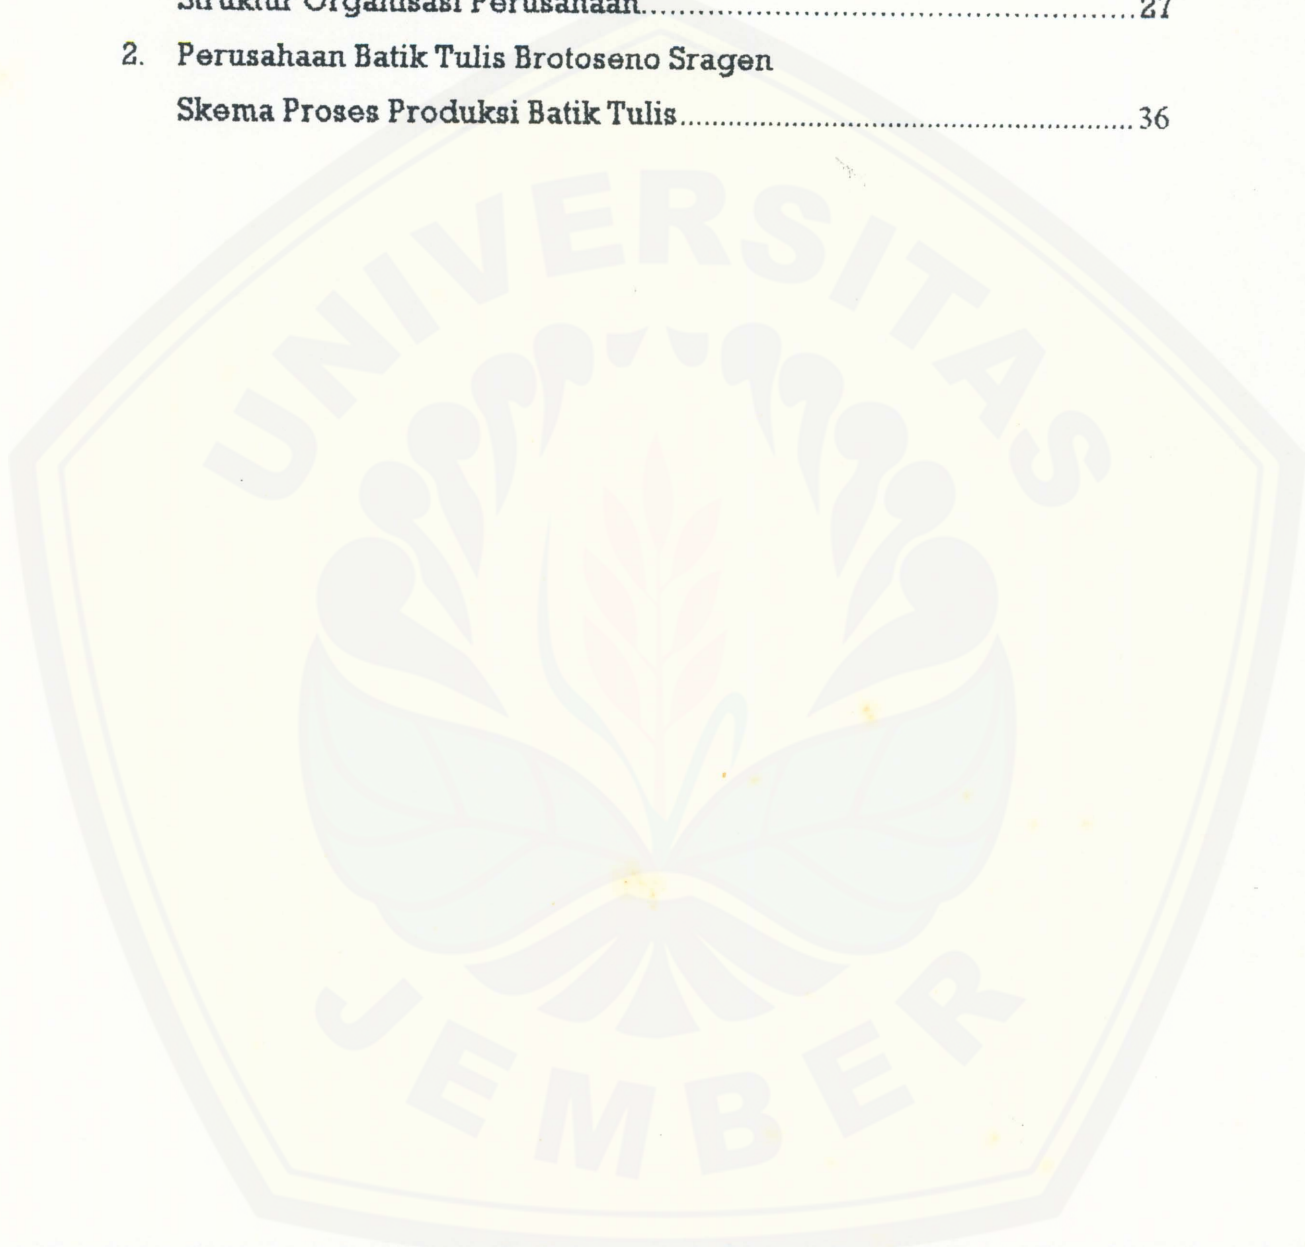 Struktur Organisasi Perusahaan........................................................27
2. Perusahaan Batik Tulis Brotoseno Sragen
Skema Proses Produksi Batik Tulis........................................................36
UNIVERSITAS
JEMBER